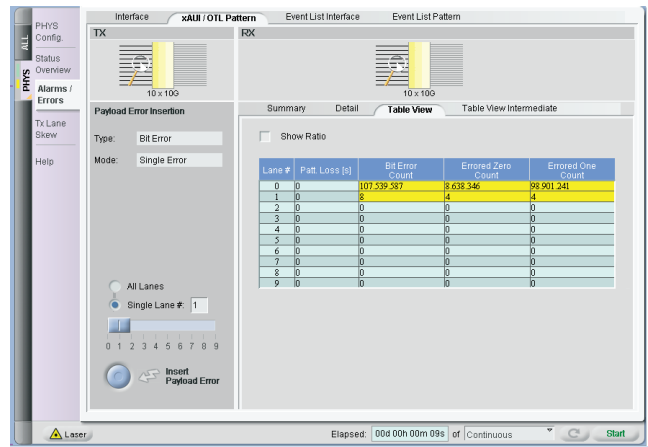 Interface xAUI / OTL Pattern Event List Interface Event List Pattern
ALL
PHYS
PHYS
Config.
Status
Overview
Alarms /
Errors
Tx Lane
Skew
Help
TX
10 x 10G
RX
10 x 10G
Payload Error Insertion
Type: Bit Error
Mode: Single Error
All Lanes
Single Lane #: 1
0 1 2 3 4 5 6 7 8 9
Insert
Payload Error
Summary Detail Table View Table View Intermediate
Show Ratio
Lane # Patt. Loss [s] Bit Error Count Errored Zero Count Errored One Count
0 0 107.539.587 8.638.346 98.901.241
1 0 8 4 4
2 0 0 0 0
3 0 0 0 0
4 0 0 0 0
5 0 0 0 0
6 0 0 0 0
7 0 0 0 0
8 0 0 0 0
9 0 0 0 0
Laser Elapsed: 00d 00h 00m 09s of Continuous Start